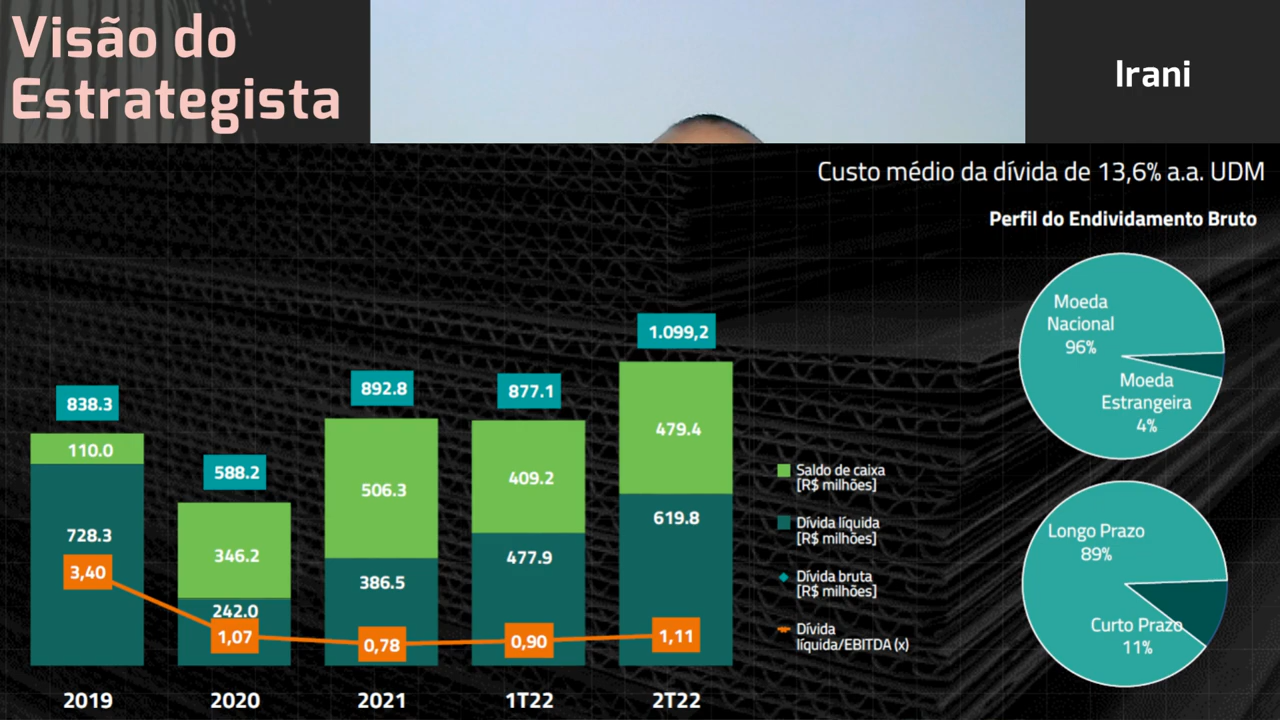 Visão do
Estrategista
Irani
Custo médio da dívida de 13,6% a.a. UDM
Perfil do Endividamento Bruto
Moeda
Nacional
96%
Moeda
Estrangeira
4%
Longo Prazo
89%
Curto Prazo
11%
838.3
110.0
728.3
3,40
588.2
346.2
242.0
1,07
892.8
506.3
386.5
0,78
877.1
409.2
477.9
0,90
1.099,2
479.4
619.8
1,11
Saldo de caixa
[R$ milhões]
Dívida líquida
[R$ milhões]
Dívida bruta
[R$ milhões]
Dívida
líquida/EBITDA (x)
2019
2020
2021
1T22
2T22